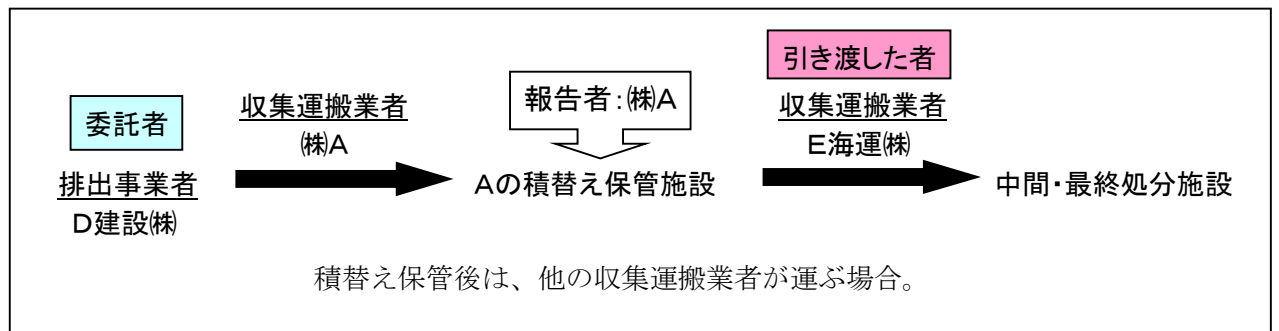 委託者
排出事業者
D建設㈱
収集運搬業者
㈱A
報告者：㈱A
Aの積替え保管施設
引き渡した者
収集運搬業者
E海運㈱
中間・最終処分施設
積替え保管後は、他の収集運搬業者が運ぶ場合。